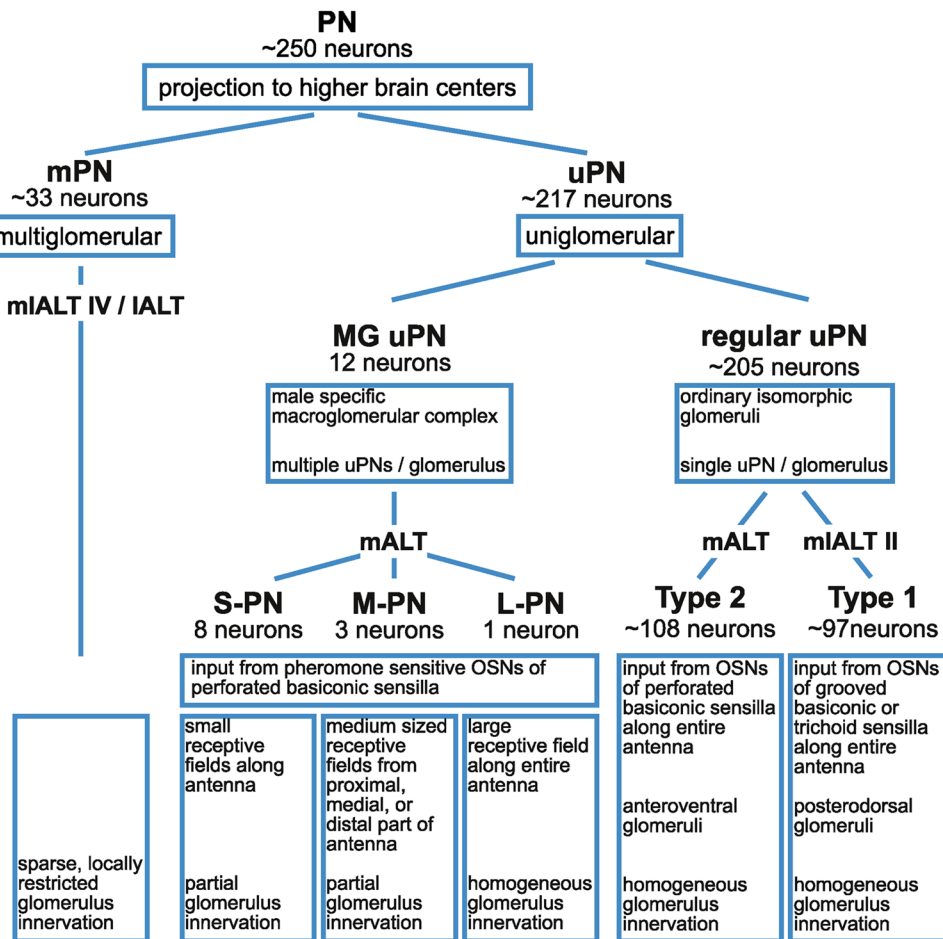 PN
~250 neurons
projection to higher brain centers
mPN
~33 neurons
multiglomerular
uPN
~217 neurons
uniglomerular
mlALT IV / lALT
MG uPN
12 neurons
male specific
macroglomerular complex
multiple uPNs / glomerulus
regular uPN
~205 neurons
ordinary isomorphic
glomeruli
single uPN / glomerulus
mALT
mALT
mlALT II
S-PN
8 neurons
M-PN
3 neurons
L-PN
1 neuron
Type 2
~108 neurons
Type 1
~97neurons
input from pheromone sensitive OSNs of
perforated basiconic sensilla
sparse, locally
restricted
glomerulus
innervation
small
receptive
fields along
antenna
partial
glomerulus
innervation
medium sized
receptive
fields from
proximal,
medial, or
distal part of
antenna
partial
glomerulus
innervation
large
receptive field
along entire
antenna
homogeneous
glomerulus
innervation
input from OSNs
of perforated
basiconic sensilla
along entire
antenna
anteroventral
glomeruli
homogeneous
glomerulus
innervation
input from OSNs
of grooved
basiconic or
trichoid sensilla
along entire
antenna
posterodorsal
glomeruli
homogeneous
glomerulus
innervation